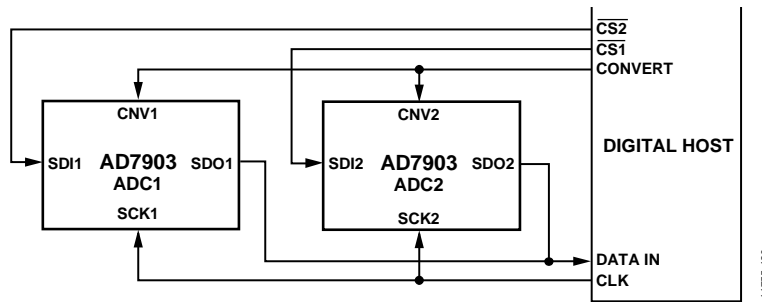 CS2
CS1
CONVERT
CNV1
CNV2
DIGITAL HOST
SDI1 AD7903 SDO1
ADC1
SDI2 AD7903 SDO2
ADC2
SCK1
SCK2
DATA IN
CLK